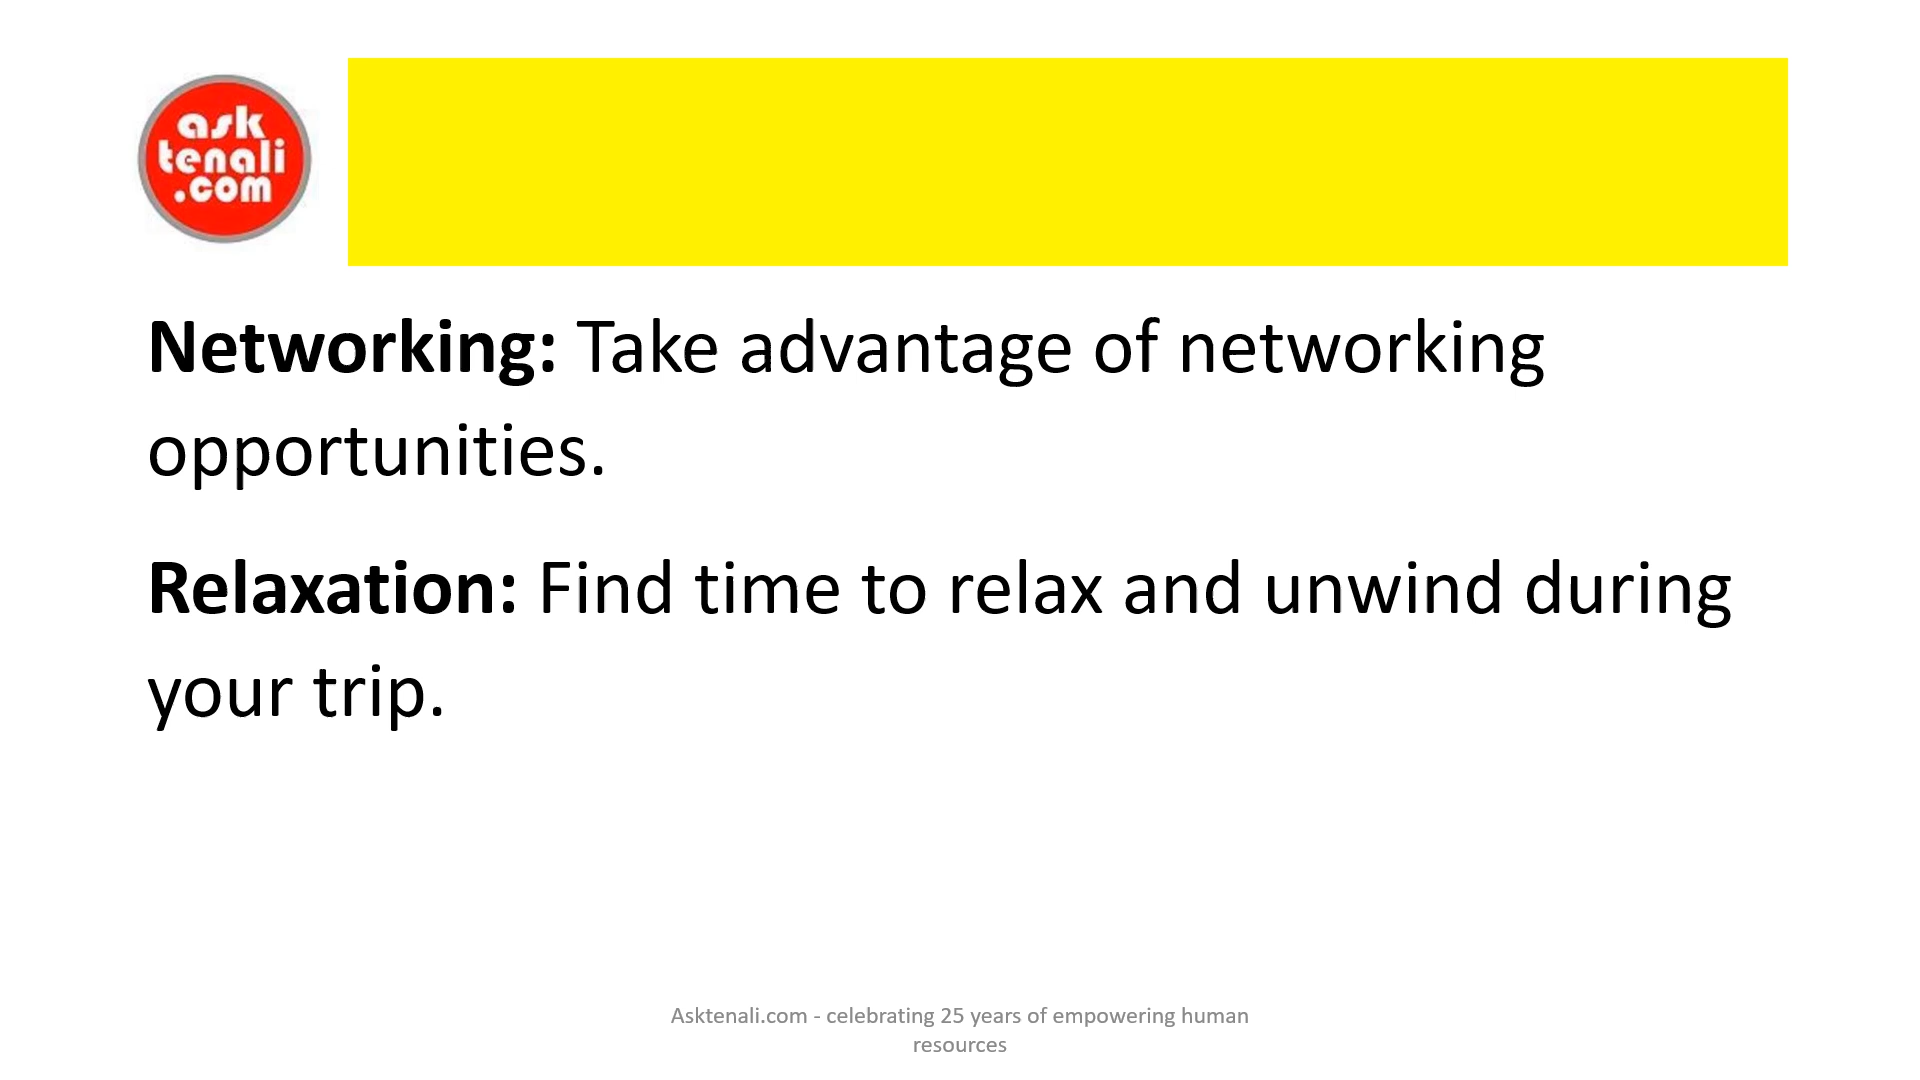 ask
tenali
.com
Networking: Take advantage of networking
opportunities.
Relaxation: Find time to relax and unwind during
your trip.
Asktenali.com - celebrating 25 years of empowering human
resources